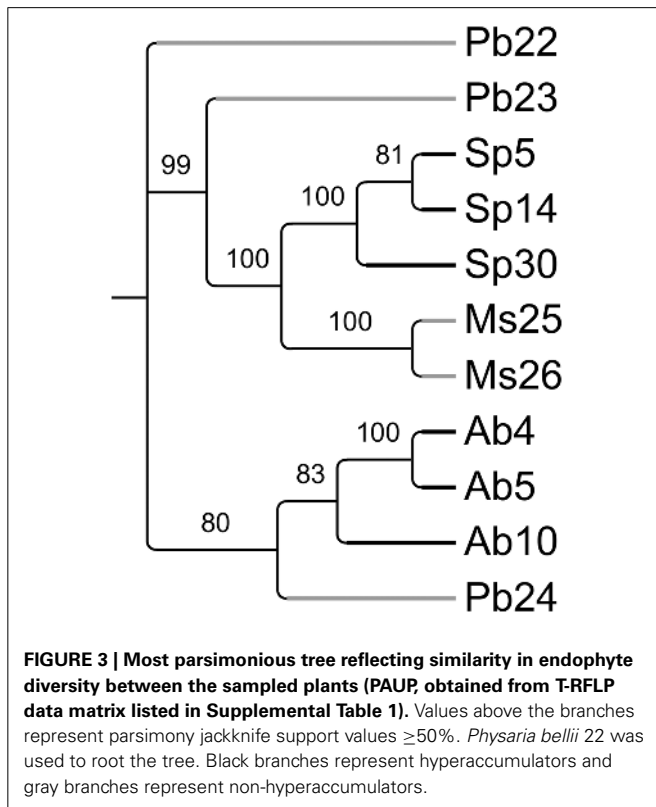 Pb22
Pb23
99
Sp5
81
Sp14
100
Sp30
100
Ms25
100
Ms26
Ab4
100
Ab5
83
Ab10
80
Pb24
FIGURE 3 | Most parsimonious tree reflecting similarity in endophyte
diversity between the sampled plants (PAUP, obtained from T-RFLP
data matrix listed in Supplemental Table 1). Values above the branches
represent parsimony jackknife support values ≥50%. Physaria bellii 22 was
used to root the tree. Black branches represent hyperaccumulators and
gray branches represent non-hyperaccumulators.